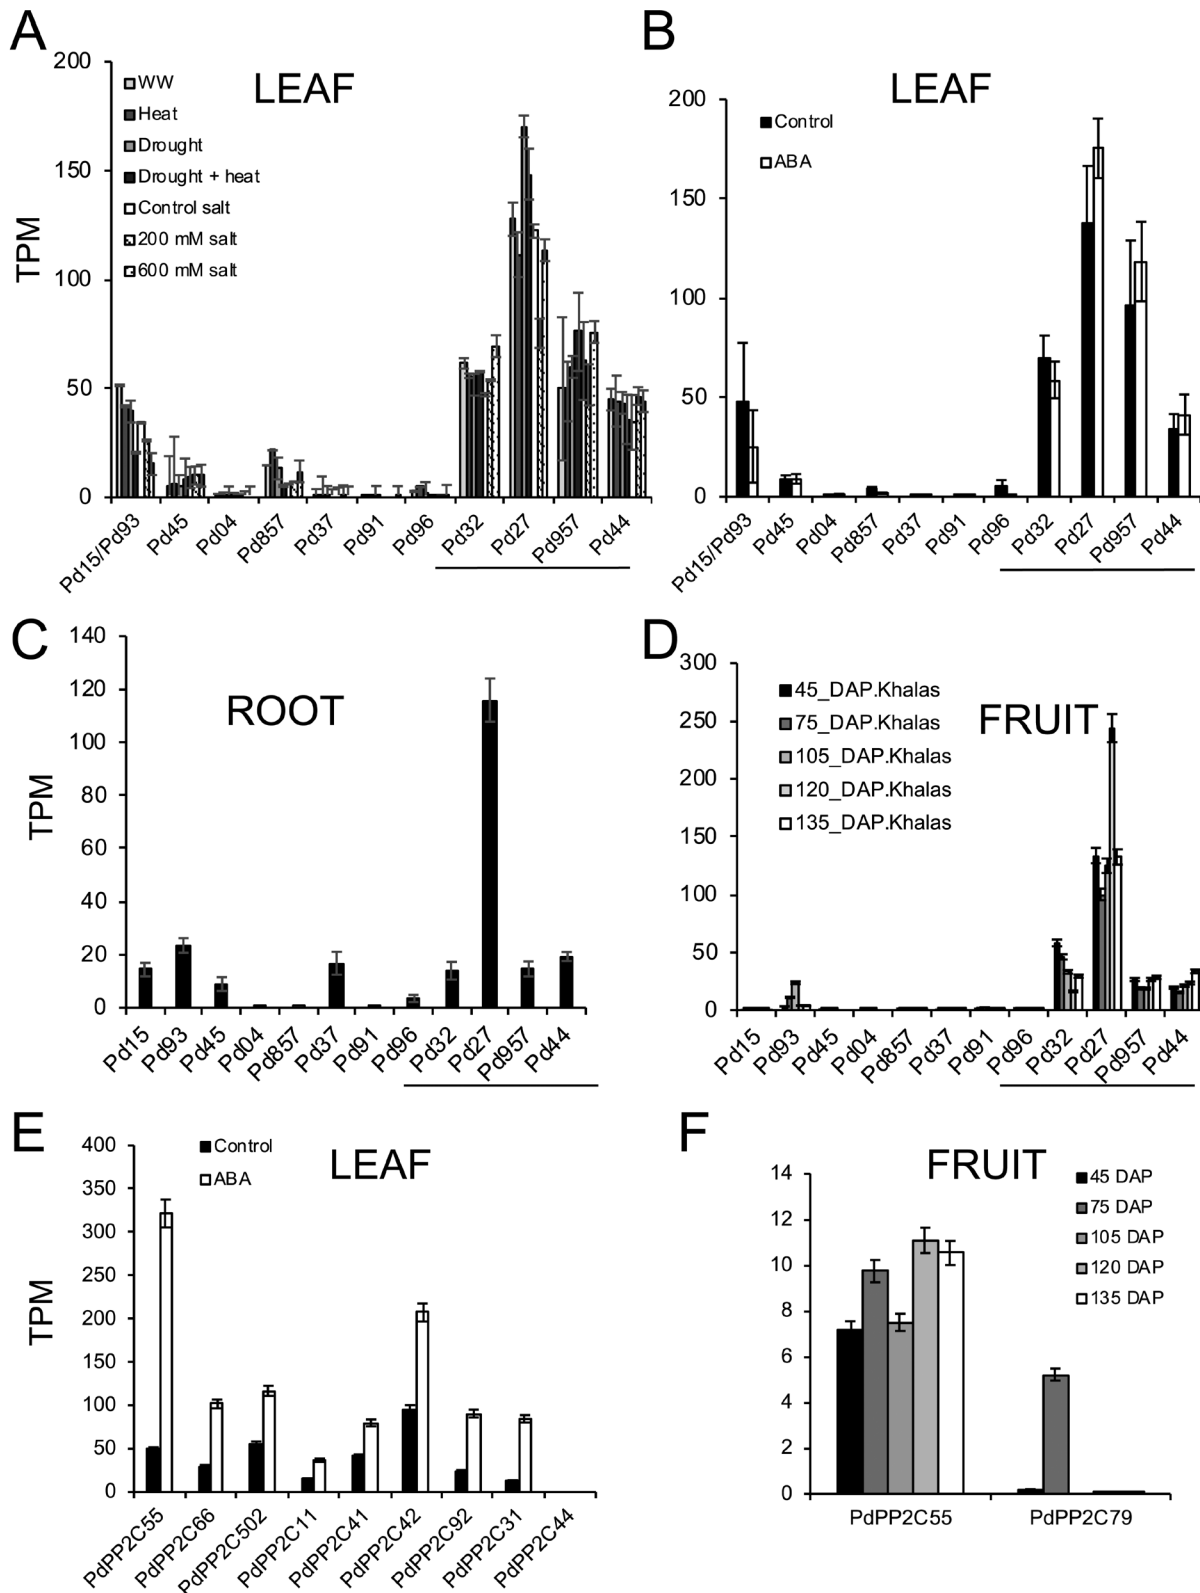 A
LEAF
TPM
200
150
100
50
0
WW
Heat
Drought
Drought + heat
Control salt
200 mM salt
600 mM salt
Pd15/Pd93
Pd45
Pd04
Pd857
Pd37
Pd91
Pd96
Pd32
Pd27
Pd957
Pd44
B
LEAF
200
150
100
50
0
Control
ABA
Pd15/Pd93
Pd45
Pd04
Pd857
Pd37
Pd91
Pd96
Pd32
Pd27
Pd957
Pd44
C
ROOT
TPM
140
120
100
80
60
40
20
0
Pd15
Pd93
Pd45
Pd04
Pd857
Pd37
Pd91
Pd96
Pd32
Pd27
Pd957
Pd44
D
FRUIT
300
250
200
150
100
50
0
45_DAP.Khalas
75_DAP.Khalas
105_DAP.Khalas
120_DAP.Khalas
135_DAP.Khalas
Pd15
Pd93
Pd45
Pd04
Pd857
Pd37
Pd91
Pd96
Pd32
Pd27
Pd957
Pd44
E
LEAF
TPM
400
350
300
250
200
150
100
50
0
Control
ABA
PdPP2C55
PdPP2C66
PdPP2C502
PdPP2C11
PdPP2C41
PdPP2C42
PdPP2C92
PdPP2C31
PdPP2C44
F
FRUIT
14
12
10
8
6
4
2
0
45 DAP
75 DAP
105 DAP
120 DAP
135 DAP
PdPP2C55
PdPP2C79